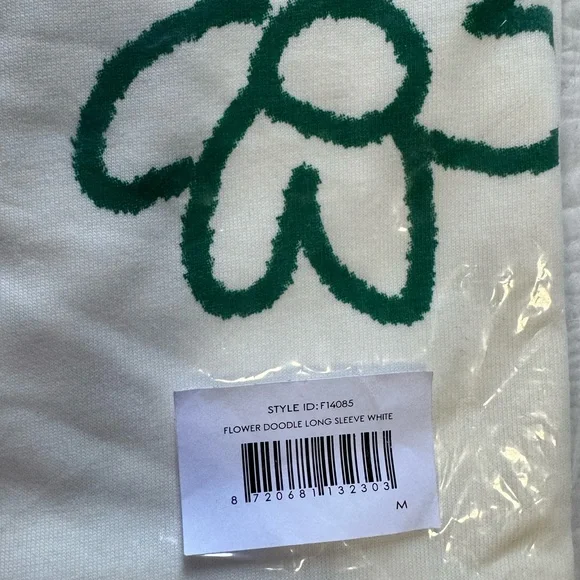 STYLE ID: F14085
FLOWER DOODLE LONG SLEEVE WHITE
8 720681 132303
M